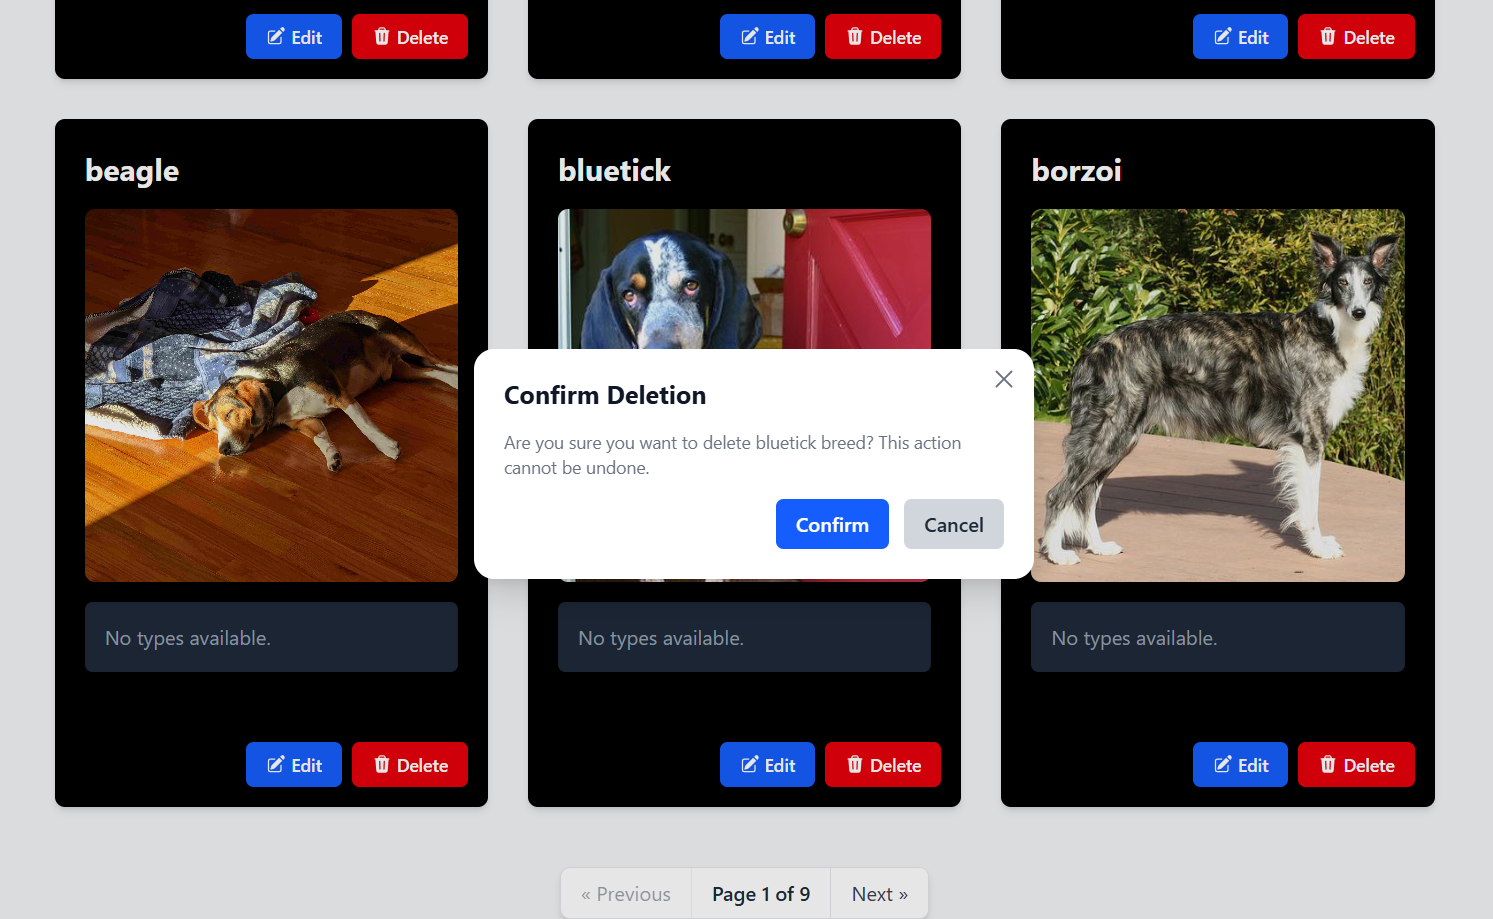 Edit Delete Edit Delete Edit Delete
beagle bluetick borzoi
Confirm Deletion
Are you sure you want to delete bluetick breed? This action
cannot be undone.
Confirm Cancel
No types available. No types available. No types available.
Edit Delete Edit Delete Edit Delete
« Previous Page 1 of 9 Next »